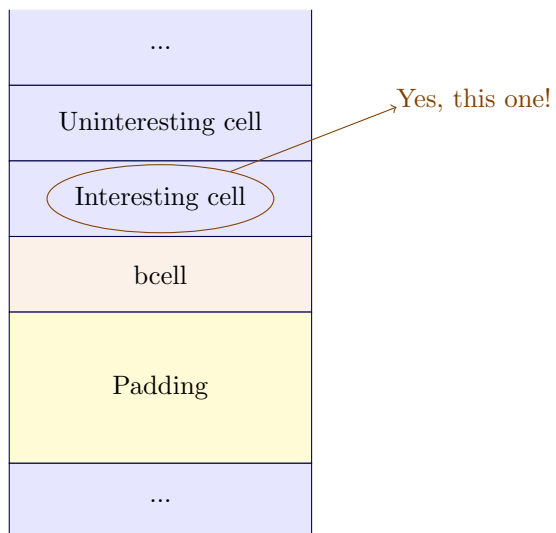 ...
Yes, this one!
Uninteresting cell
Interesting cell
bcell
Padding
...